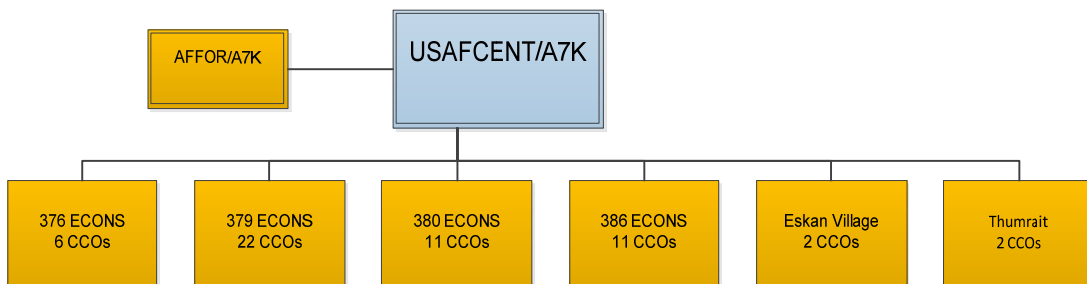 AFFOR/A7K
USAFCENT/A7K
376 ECONS
6 CCOs
379 ECONS
22 CCOs
380 ECONS
11 CCOs
386 ECONS
11 CCOs
Eskan Village
2 CCOs
Thumrait
2 CCOs